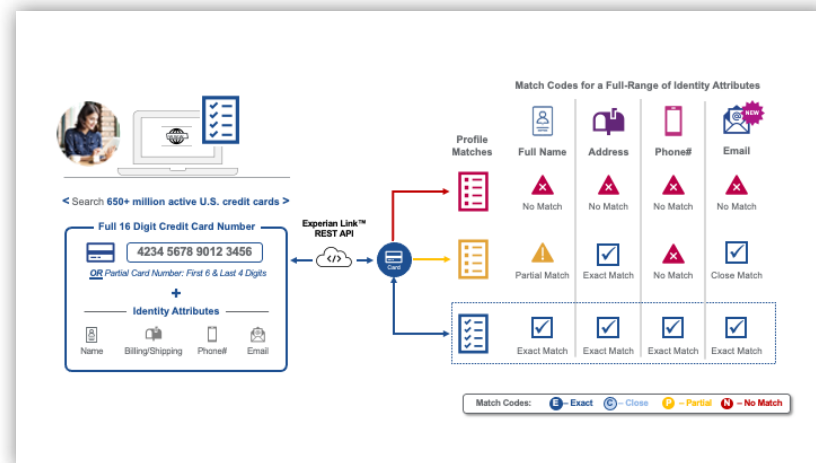 Match Codes for a Full-Range of Identity Attributes
NEW
Profile
Matches
Full Name
Address
Phone#
Email
< Search 650+ million active U.S. credit cards >
No Match
No Match
No Match
No Match
Full 16 Digit Credit Card Number
Experian Link™
REST API
4234 5678 9012 3456
</>
Card
OR Partial Card Number: First 6 & Last 4 Digits
Partial Match
Exact Match
No Match
Close Match
+
Identity Attributes
Name
Billing/Shipping
Phone#
Email
Exact Match
Exact Match
Exact Match
Exact Match
Match Codes:
E – Exact
C – Close
P – Partial
N – No Match